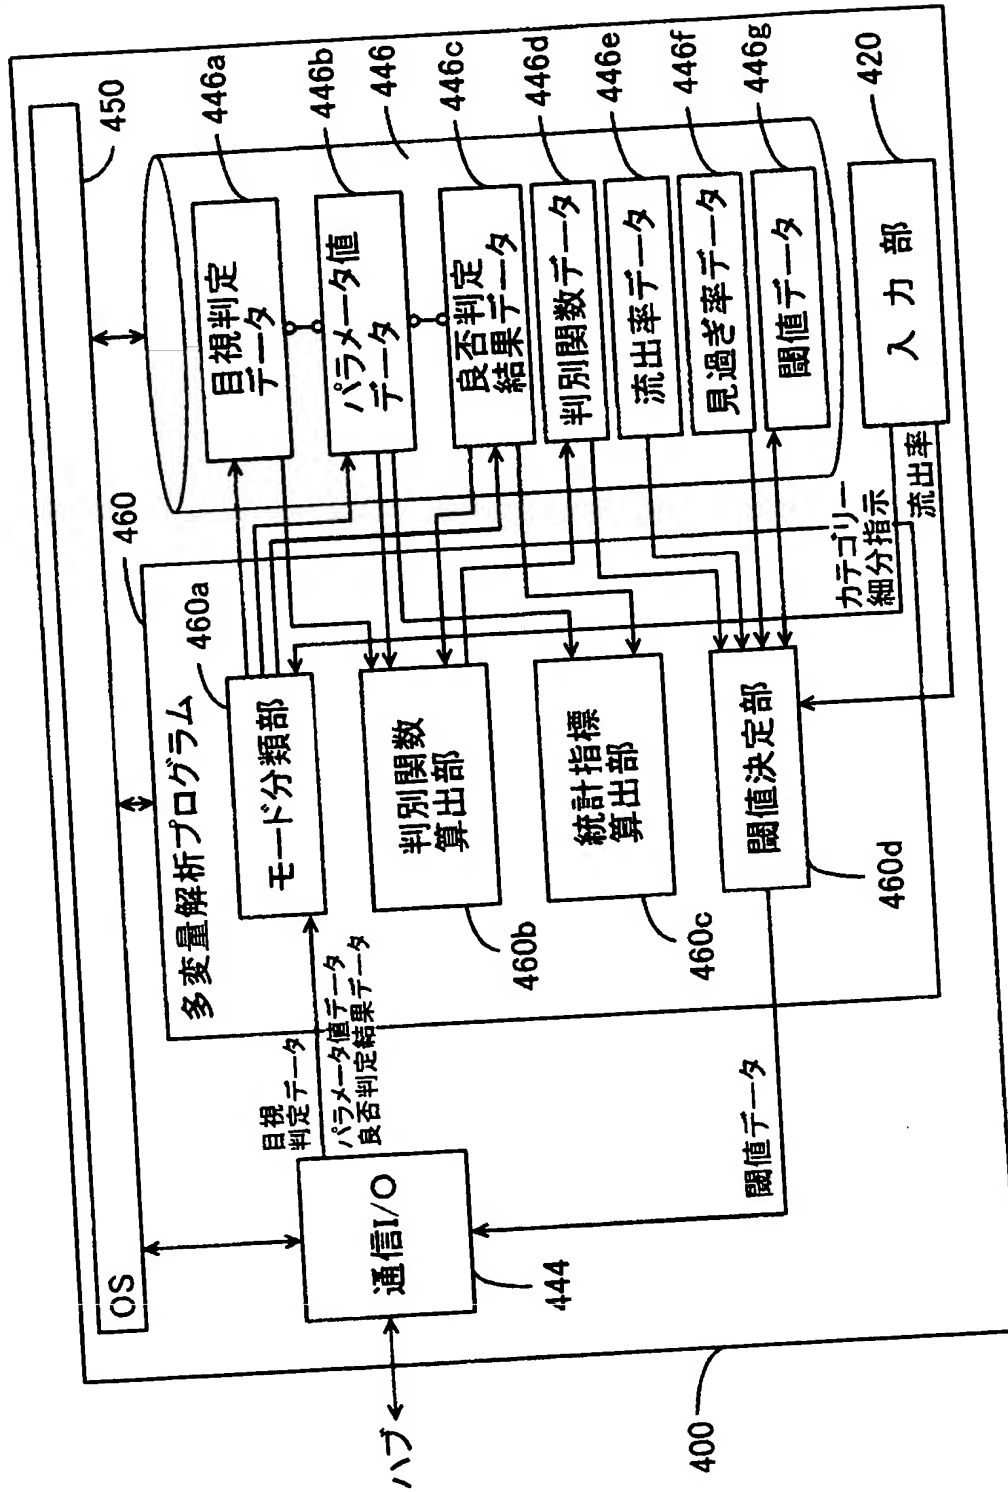 OS
450
460
多変量解析プログラム
460a
モード分類部
判別関数
算出部
460b
統計指標
算出部
460c
閾値決定部
460d
446a
目視判定
データ
446b
パラメータ値
データ
446
446c
良否判定
結果データ
446d
判別関数データ
446e
流出率データ
446f
見過ぎ率データ
446g
閾値データ
420
入力部
カテゴリー
細分指示
流出率
目視
判定データ
パラメータ値データ
良否判定結果データ
通信I/O
444
閾値データ
ハブ
400